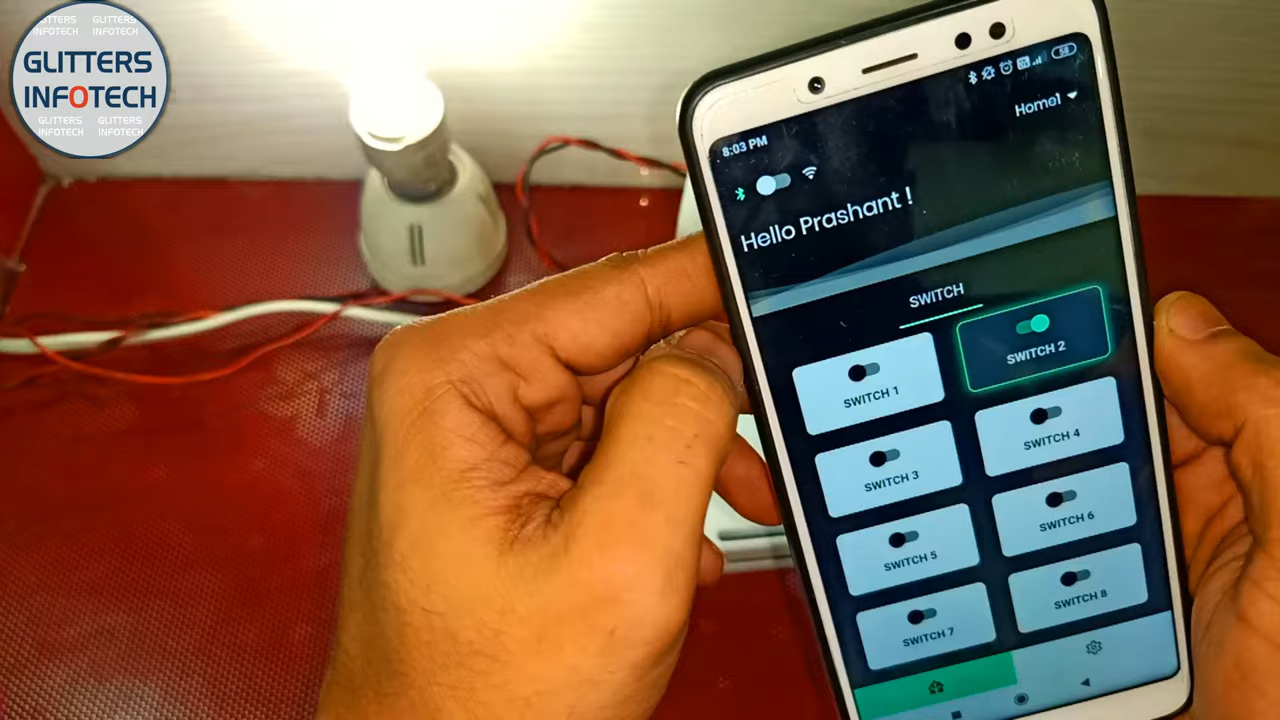 GLITTERS GLITTERS
INFOTECH INFOTECH
GLITTERS
INFOTECH
GLITTERS GLITTERS
INFOTECH INFOTECH
58
8:03 PM
Home1
Hello Prashant !
SWITCH
SWITCH 1
SWITCH 2
SWITCH 3
SWITCH 4
SWITCH 5
SWITCH 6
SWITCH 7
SWITCH 8